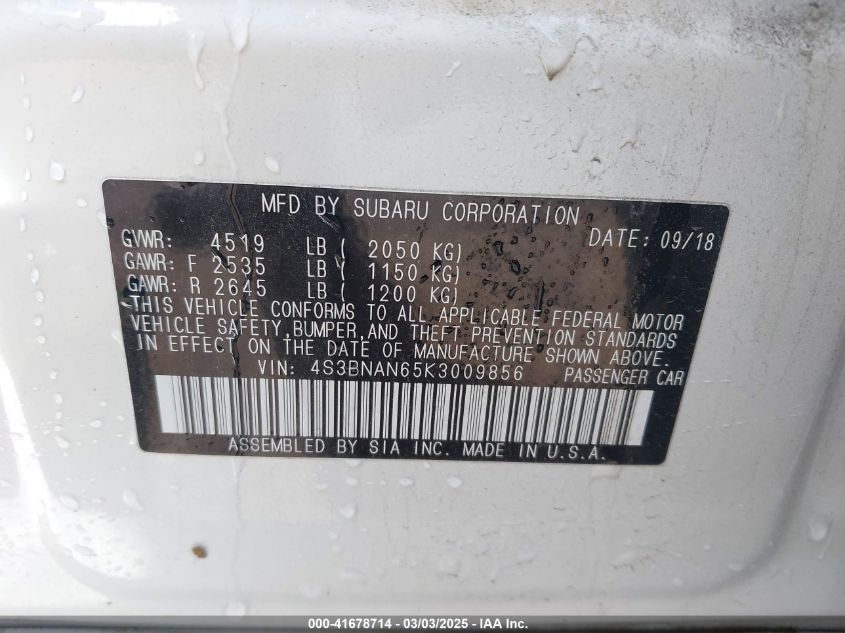 MFD BY SUBARU CORPORATION
GVWR: 4519 LB ( 2050 KG) DATE: 09/18
GAWR: F 2535 LB ( 1150 KG)
GAWR: R 2645 LB ( 1200 KG)
THIS VEHICLE CONFORMS TO ALL APPLICABLE FEDERAL MOTOR
VEHICLE SAFETY, BUMPER, AND THEFT PREVENTION STANDARDS
IN EFFECT ON THE DATE OF MANUFACTURE SHOWN ABOVE.
VIN: 4S3BNAN65K3009856 PASSENGER CAR
ASSEMBLED BY SIA INC. MADE IN U.S.A.
000-41678714 - 03/03/2025 - IAA Inc.